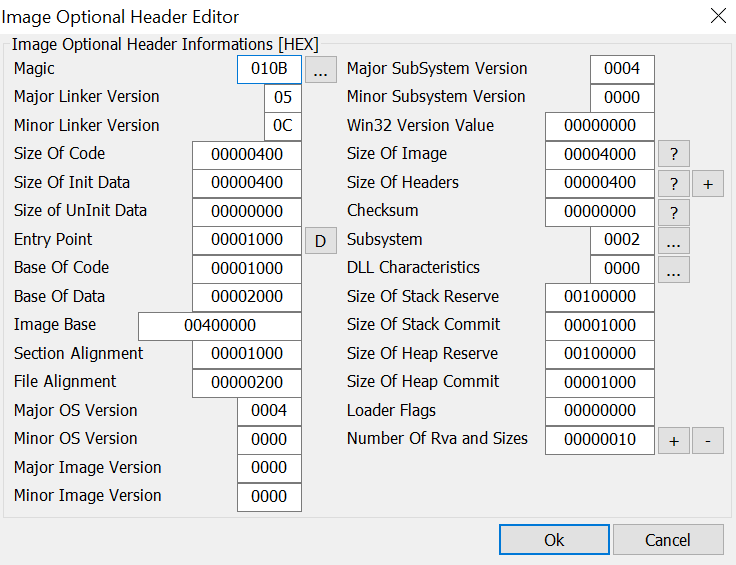 Image Optional Header Editor
Image Optional Header Informations [HEX]
Magic 010B ...
Major Linker Version 05
Minor Linker Version 0C
Size Of Code 00000400
Size Of Init Data 00000400
Size of UnInit Data 00000000
Entry Point 00001000 D
Base Of Code 00001000
Base Of Data 00002000
Image Base 00400000
Section Alignment 00001000
File Alignment 00000200
Major OS Version 0004
Minor OS Version 0000
Major Image Version 0000
Minor Image Version 0000
Major SubSystem Version 0004
Minor Subsystem Version 0000
Win32 Version Value 00000000
Size Of Image 00004000 ?
Size Of Headers 00000400 ? +
Checksum 00000000 ?
Subsystem 0002 ...
DLL Characteristics 0000 ...
Size Of Stack Reserve 00100000
Size Of Stack Commit 00001000
Size Of Heap Reserve 00100000
Size Of Heap Commit 00001000
Loader Flags 00000000
Number Of Rva and Sizes 00000010 + -
Ok Cancel